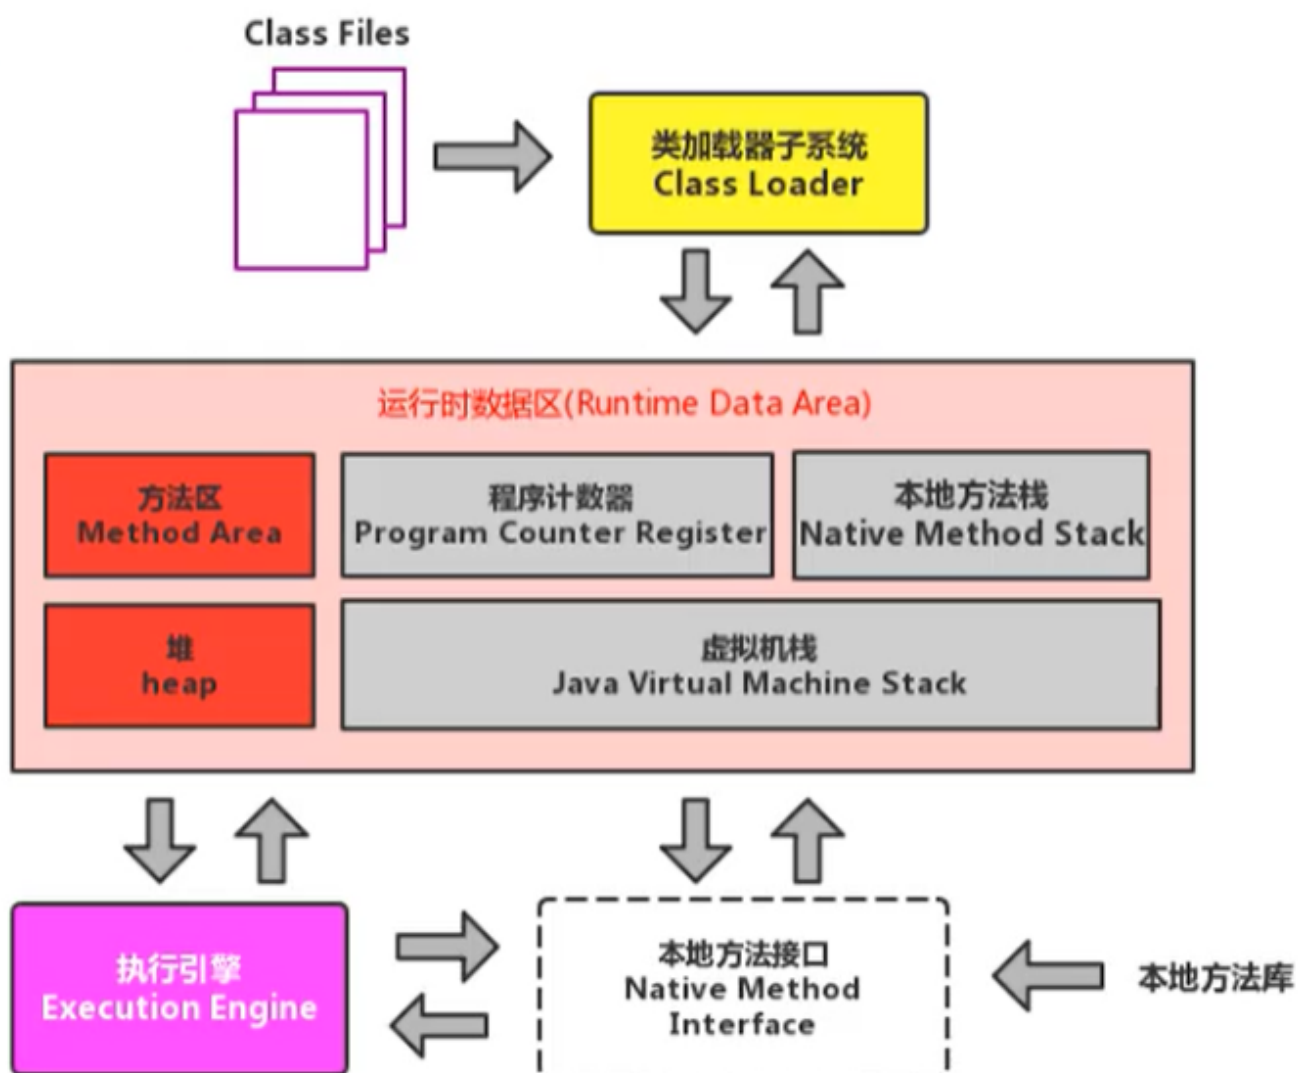 Class Files
类加载器子系统
Class Loader
运行时数据区(Runtime Data Area)
方法区
Method Area
程序计数器
Program Counter Register
本地方法栈
Native Method Stack
堆
heap
虚拟机栈
Java Virtual Machine Stack
执行引擎
Execution Engine
本地方法接口
Native Method
Interface
本地方法库